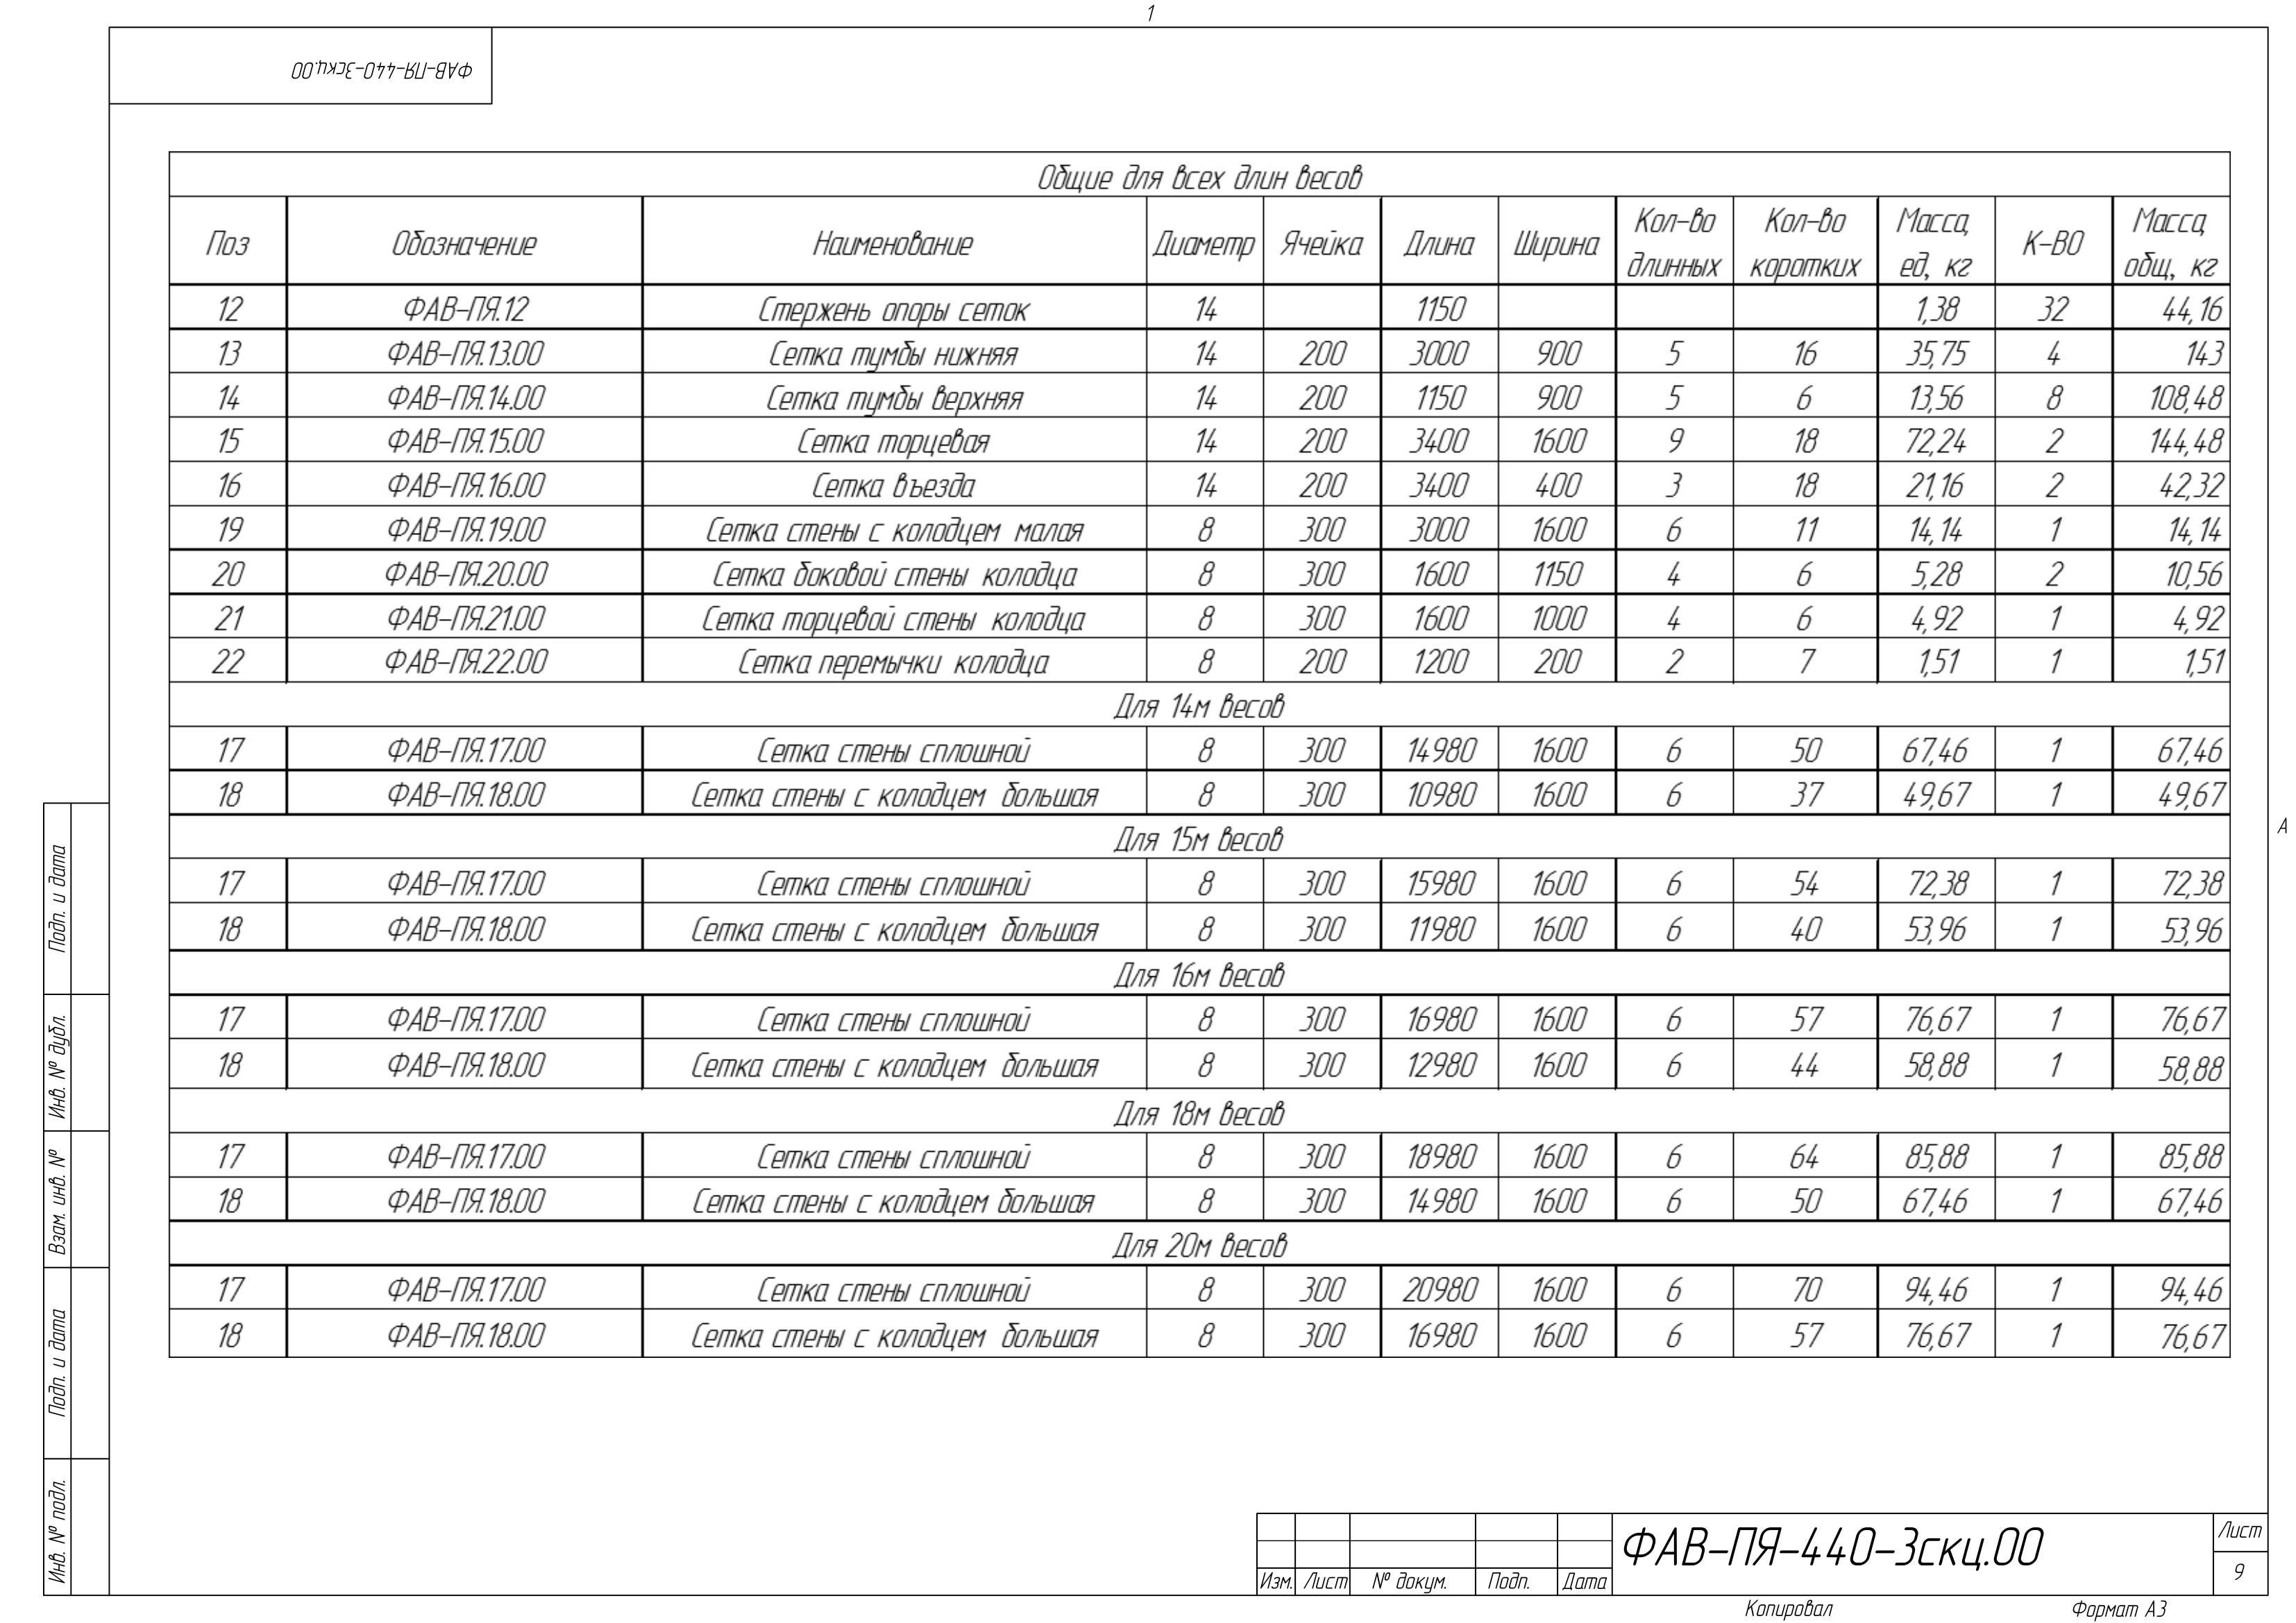 1
ФАВ-ПЯ-440-3скц.00
Общие для всех длин весов
Поз Обозначение Наименование Диаметр Ячейка Длина Ширина Кол-во длинных Кол-во коротких Масса, ед, кг К-ВО Масса, общ, кг
12 ФАВ-ПЯ.12 Стержень опоры сеток 14 1150 1,38 32 44,16
13 ФАВ-ПЯ.13.00 Сетка тумбы нижняя 14 200 3000 900 5 16 35,75 4 143
14 ФАВ-ПЯ.14.00 Сетка тумбы верхняя 14 200 1150 900 5 6 13,56 8 108,48
15 ФАВ-ПЯ.15.00 Сетка торцевая 14 200 3400 1600 9 18 72,24 2 144,48
16 ФАВ-ПЯ.16.00 Сетка въезда 14 200 3400 400 3 18 21,16 2 42,32
19 ФАВ-ПЯ.19.00 Сетка стены с колодцем малая 8 300 3000 1600 6 11 14,14 1 14,14
20 ФАВ-ПЯ.20.00 Сетка боковой стены колодца 8 300 1600 1150 4 6 5,28 2 10,56
21 ФАВ-ПЯ.21.00 Сетка торцевой стены колодца 8 300 1600 1000 4 6 4,92 1 4,92
22 ФАВ-ПЯ.22.00 Сетка перемычки колодца 8 200 1200 200 2 7 1,51 1 1,51
Для 14м весов
17 ФАВ-ПЯ.17.00 Сетка стены сплошной 8 300 14980 1600 6 50 67,46 1 67,46
18 ФАВ-ПЯ.18.00 Сетка стены с колодцем большая 8 300 10980 1600 6 37 49,67 1 49,67
Для 15м весов
17 ФАВ-ПЯ.17.00 Сетка стены сплошной 8 300 15980 1600 6 54 72,38 1 72,38
18 ФАВ-ПЯ.18.00 Сетка стены с колодцем большая 8 300 11980 1600 6 40 53,96 1 53,96
Для 16м весов
17 ФАВ-ПЯ.17.00 Сетка стены сплошной 8 300 16980 1600 6 57 76,67 1 76,67
18 ФАВ-ПЯ.18.00 Сетка стены с колодцем большая 8 300 12980 1600 6 44 58,88 1 58,88
Для 18м весов
17 ФАВ-ПЯ.17.00 Сетка стены сплошной 8 300 18980 1600 6 64 85,88 1 85,88
18 ФАВ-ПЯ.18.00 Сетка стены с колодцем большая 8 300 14980 1600 6 50 67,46 1 67,46
Для 20м весов
17 ФАВ-ПЯ.17.00 Сетка стены сплошной 8 300 20980 1600 6 70 94,46 1 94,46
18 ФАВ-ПЯ.18.00 Сетка стены с колодцем большая 8 300 16980 1600 6 57 76,67 1 76,67
А
Подп. и дата
Инв. № дубл.
Взам. инв. №
Подп. и дата
Инв. № подл.
Изм. Лист № докум. Подп. Дата
ФАВ-ПЯ-440-3скц.00
Лист
9
Копировал Формат А3